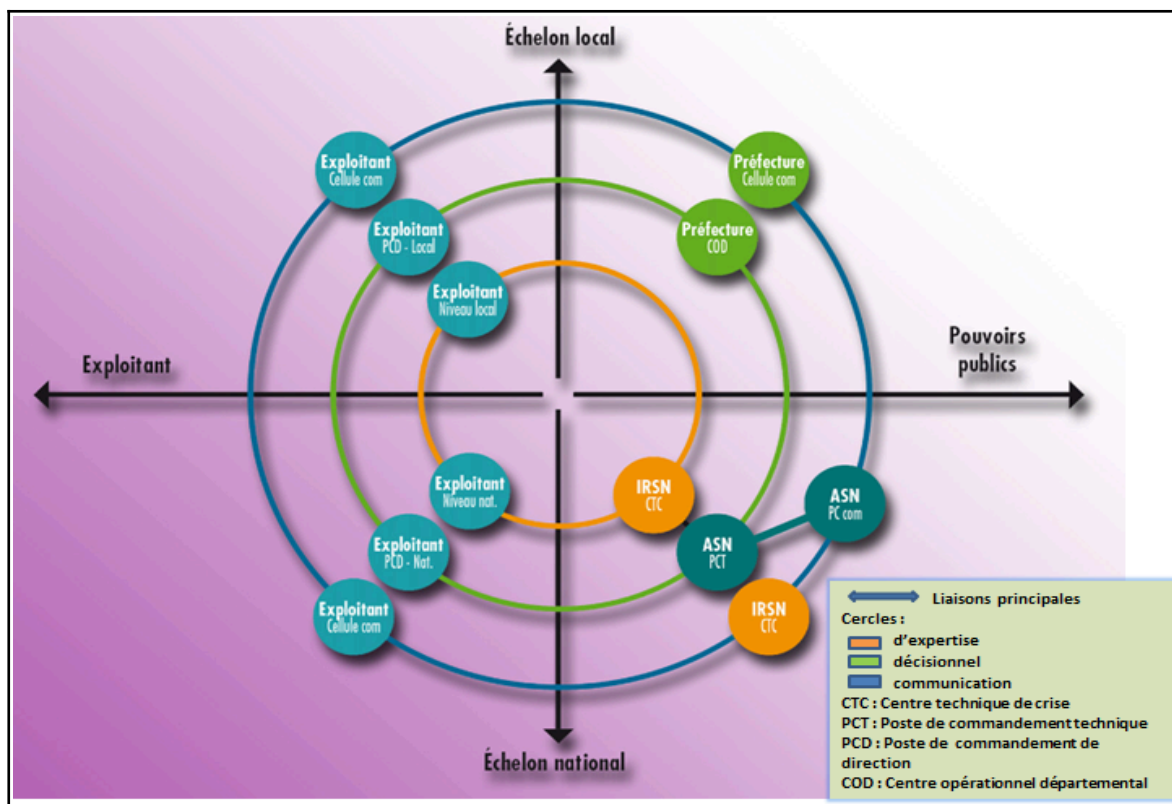 Échelon local
Exploitant
Cellule com
Préfecture
Cellule com
Exploitant
PCD - Local
Préfecture
COD
Exploitant
Niveau local
Exploitant
Pouvoirs
publics
Exploitant
Niveau nat.
IRSN
CTC
ASN
PC com
Exploitant
PCD - Nat.
ASN
PCT
Exploitant
Cellule com
IRSN
CTC
Échelon national
Liaisons principales
Cercles :
d'expertise
décisionnel
communication
CTC : Centre technique de crise
PCT : Poste de commandement technique
PCD : Poste de commandement de
direction
COD : Centre opérationnel départemental